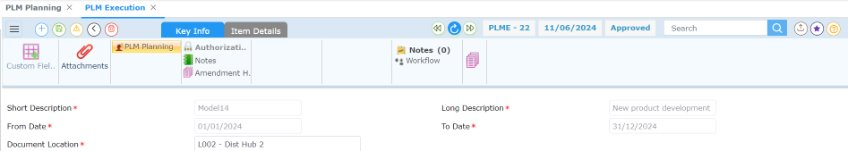 PLM Planning × PLM Execution ×
Key Info Item Details PLME - 22 11/06/2024 Approved Search
Custom Fiel.. Attachments PLM Planning Authorizati.. Notes (0)
Notes Workflow
Amendment H.
Short Description * Model14 Long Description * New product development
From Date * 01/01/2024 To Date * 31/12/2024
Document Location * L002 - Dist Hub 2